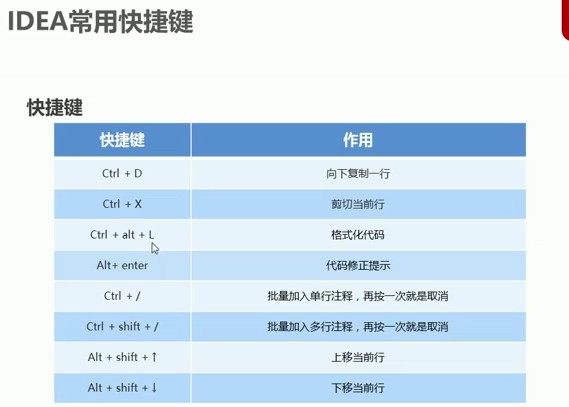 IDEA常用快捷键
快捷键
快捷键 作用
Ctrl + D 向下复制一行
Ctrl + X 剪切当前行
Ctrl + alt + L 格式化代码
Alt+ enter 代码修正提示
Ctrl + / 批量加入单行注释，再按一次就是取消
Ctrl + shift + / 批量加入多行注释，再按一次就是取消
Alt + shift + ↑ 上移当前行
Alt + shift + ↓ 下移当前行